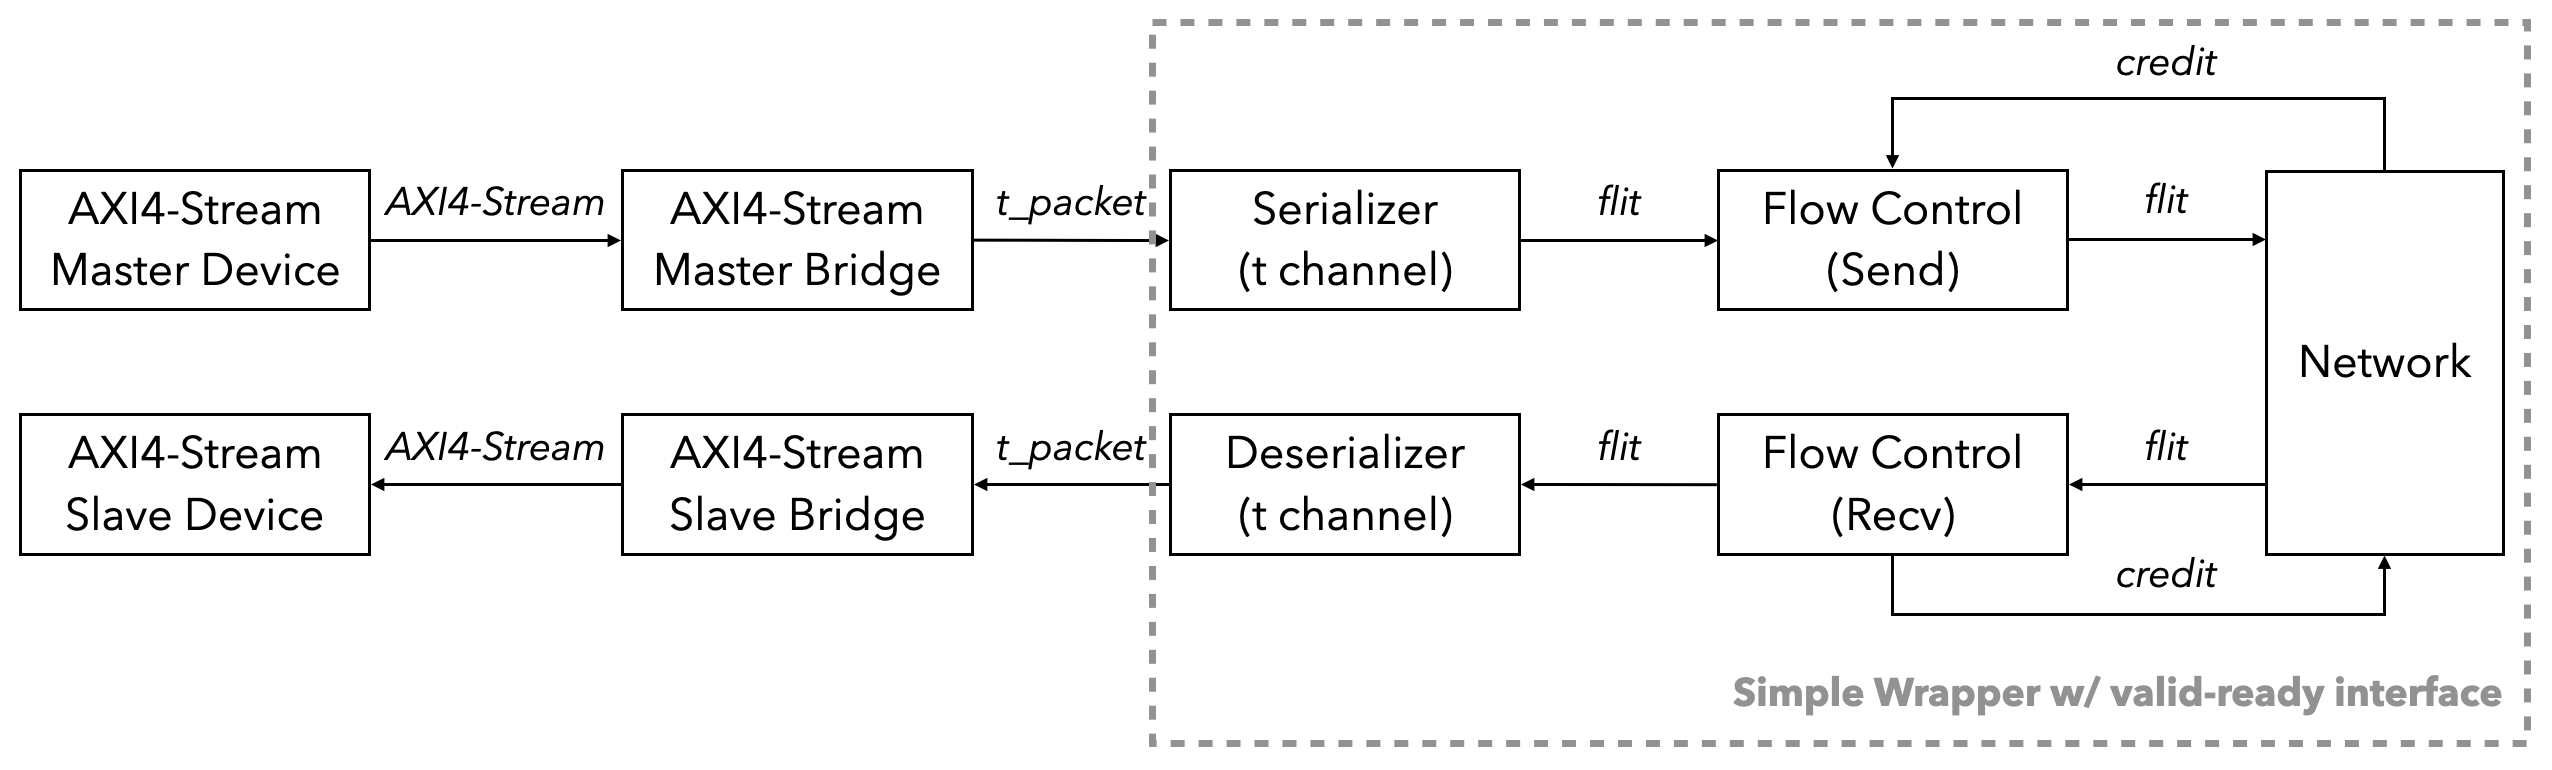 credit
AXI4-Stream
Master Device
AXI4-Stream
AXI4-Stream
Master Bridge
t_packet
Serializer
(t channel)
flit
Flow Control
(Send)
flit
Network
AXI4-Stream
Slave Device
AXI4-Stream
AXI4-Stream
Slave Bridge
t_packet
Deserializer
(t channel)
flit
Flow Control
(Recv)
flit
credit
Simple Wrapper w/ valid-ready interface